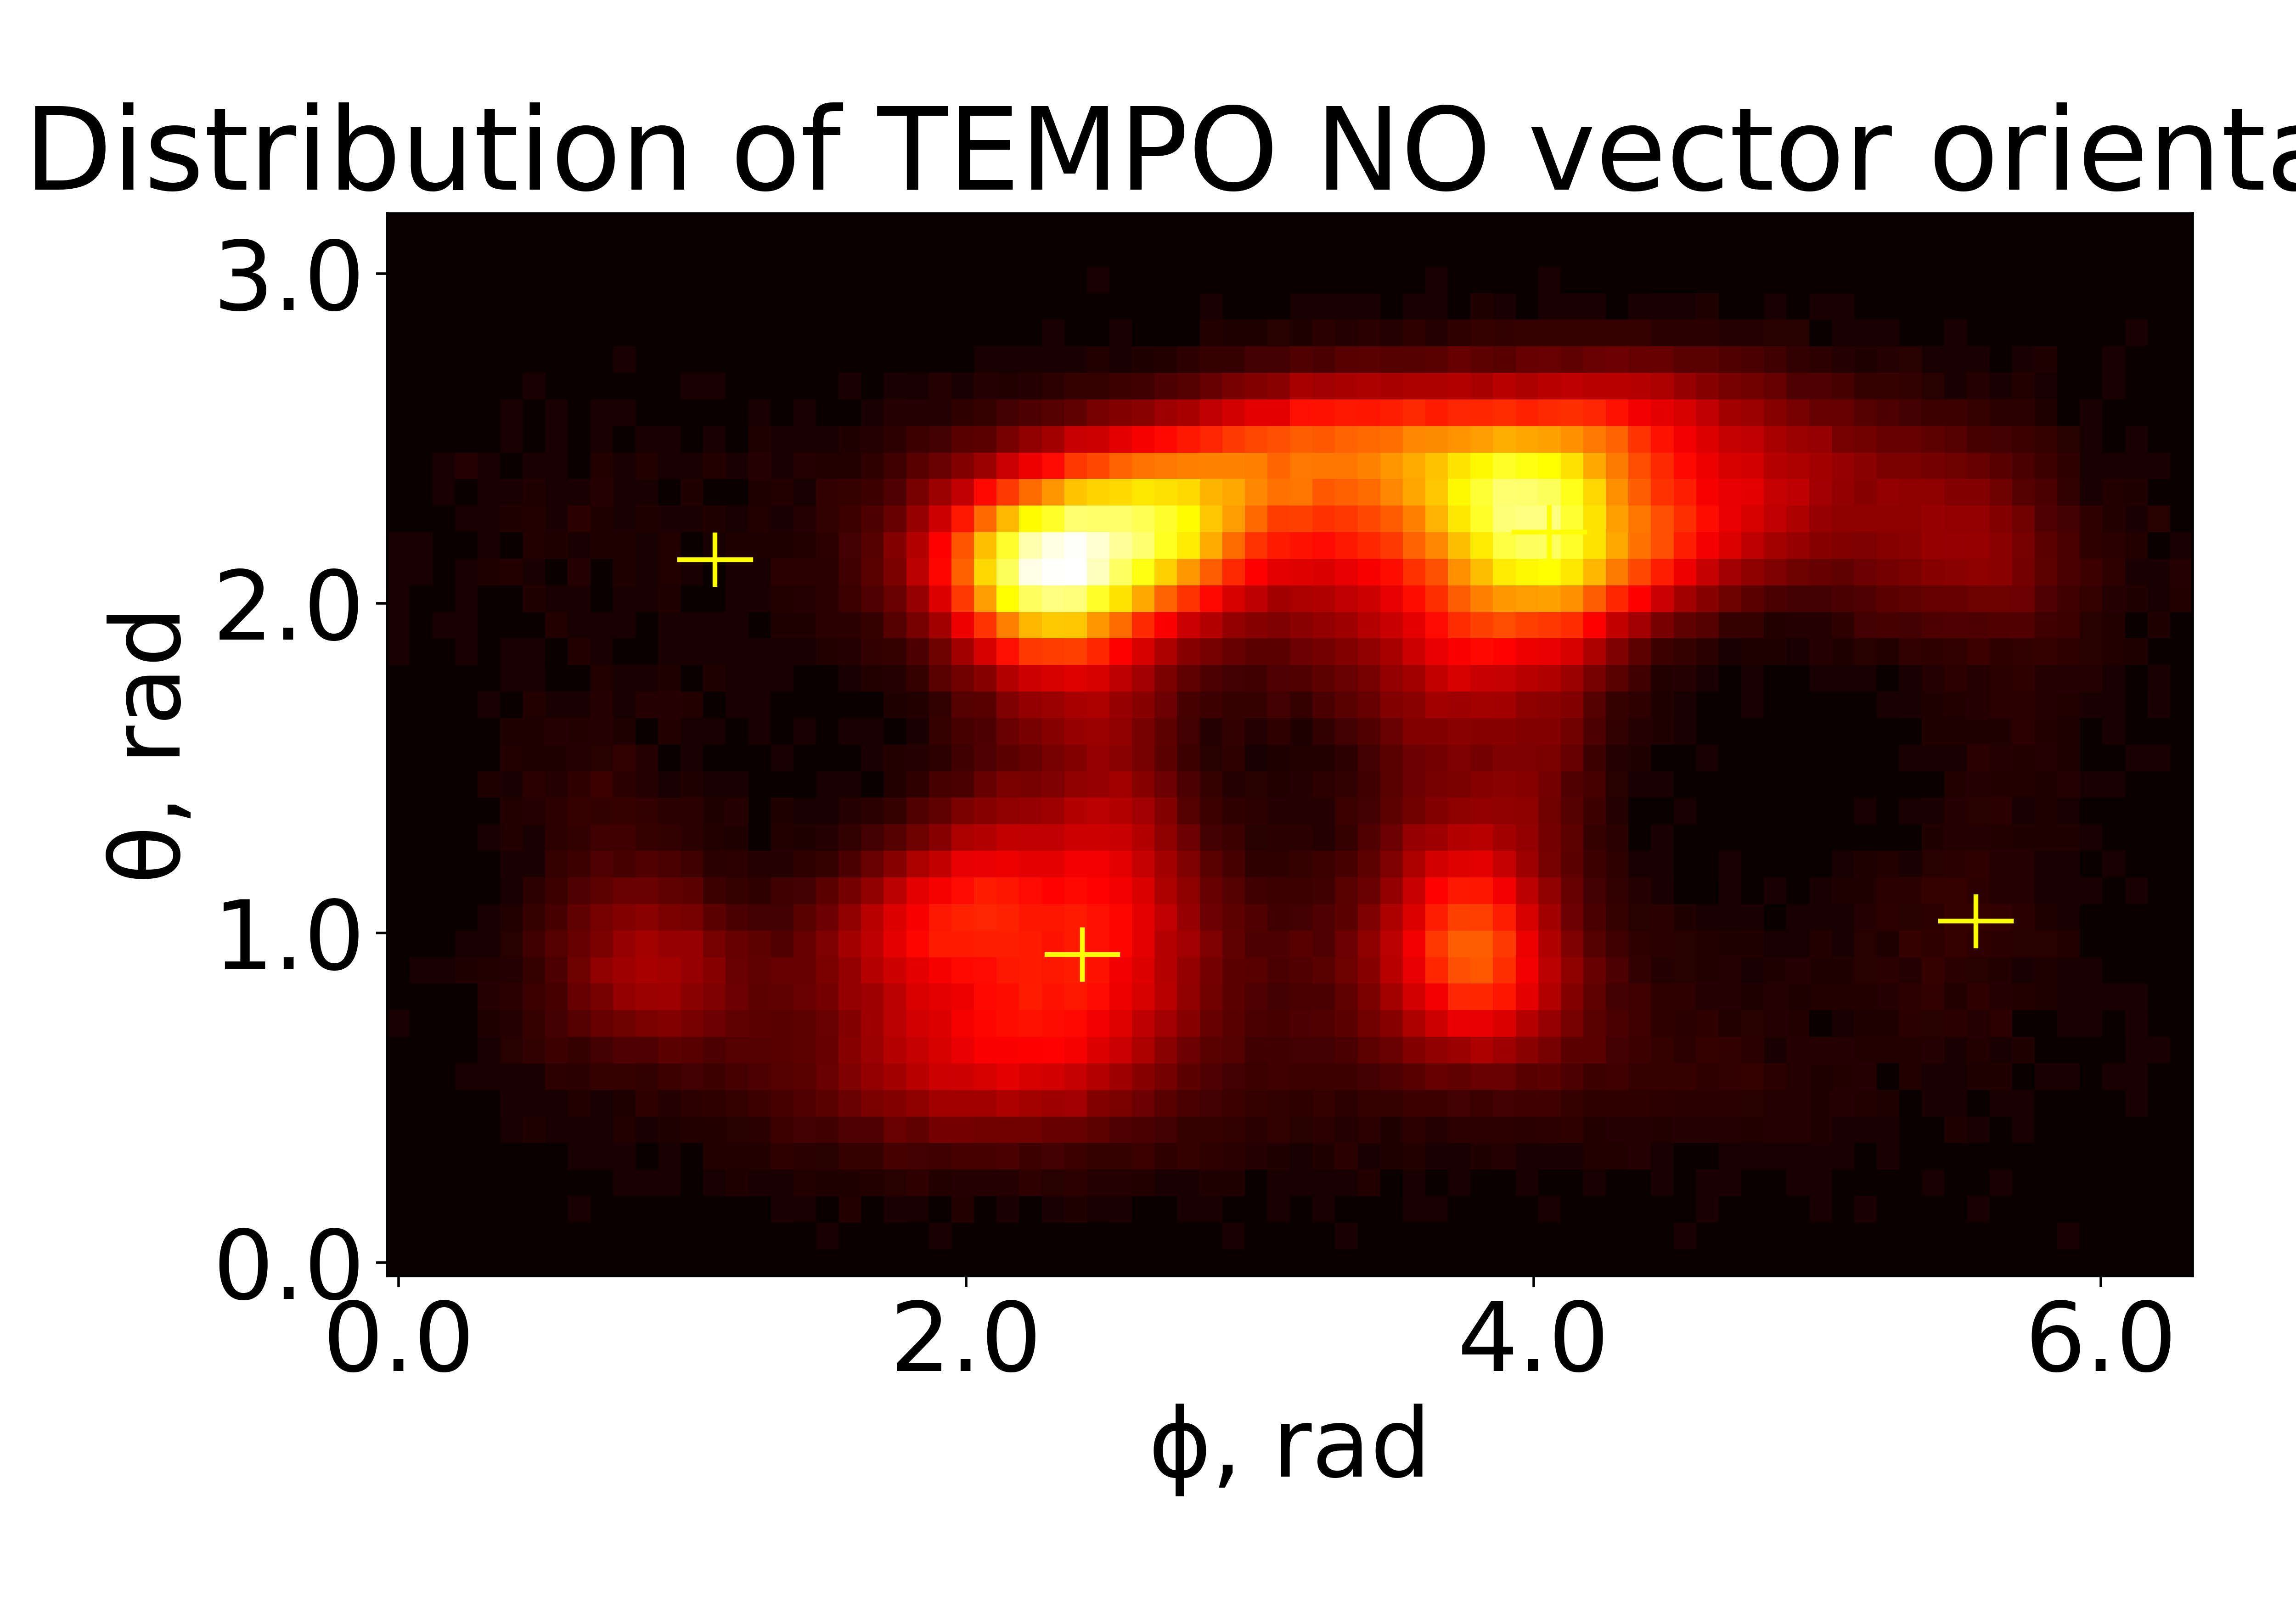 Distribution of TEMPO NO vector
3.0
2.0
1.0
0.0
θ, rad
0.0 2.0 4.0 6.0
ϕ, rad